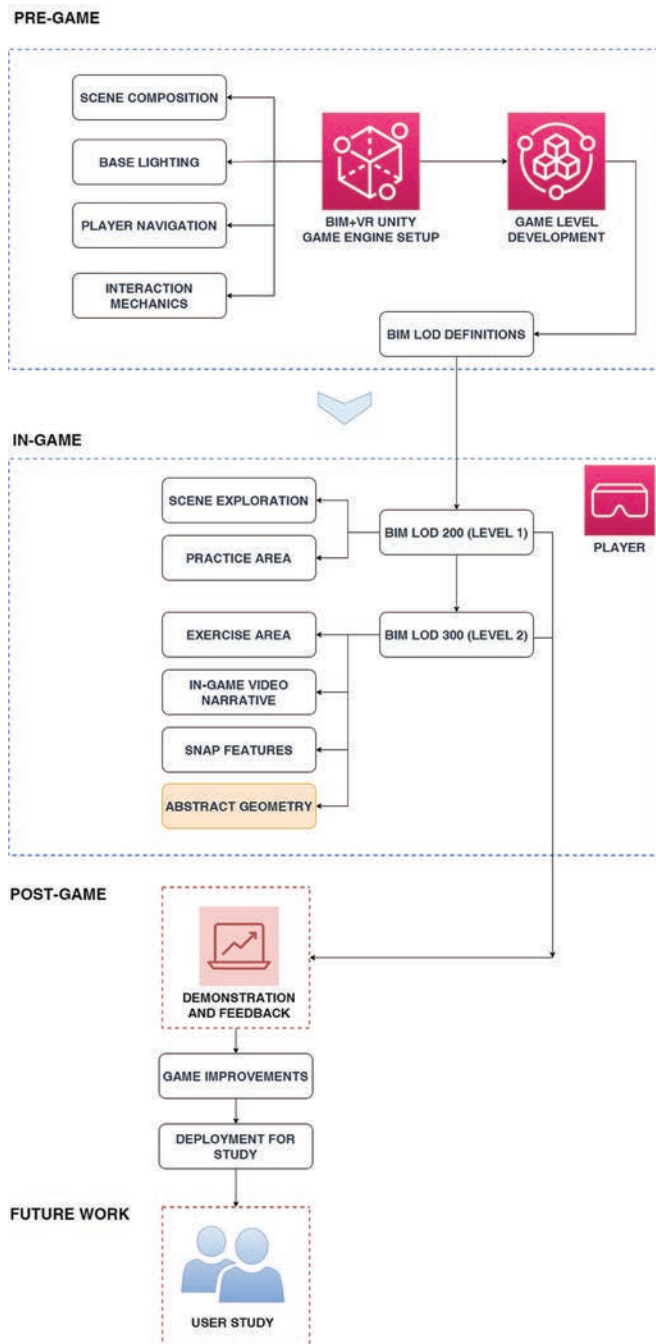 PRE-GAME
SCENE COMPOSITION
BASE LIGHTING
PLAYER NAVIGATION
INTERACTION
MECHANICS
BIM+VR UNITY
GAME ENGINE SETUP
GAME LEVEL
DEVELOPMENT
BIM LOD DEFINITIONS
IN-GAME
SCENE EXPLORATION
PRACTICE AREA
BIM LOD 200 (LEVEL 1)
PLAYER
EXERCISE AREA
BIM LOD 300 (LEVEL 2)
IN-GAME VIDEO
NARRATIVE
SNAP FEATURES
ABSTRACT GEOMETRY
POST-GAME
DEMONSTRATION
AND FEEDBACK
GAME IMPROVEMENTS
DEPLOYMENT FOR
STUDY
FUTURE WORK
USER STUDY